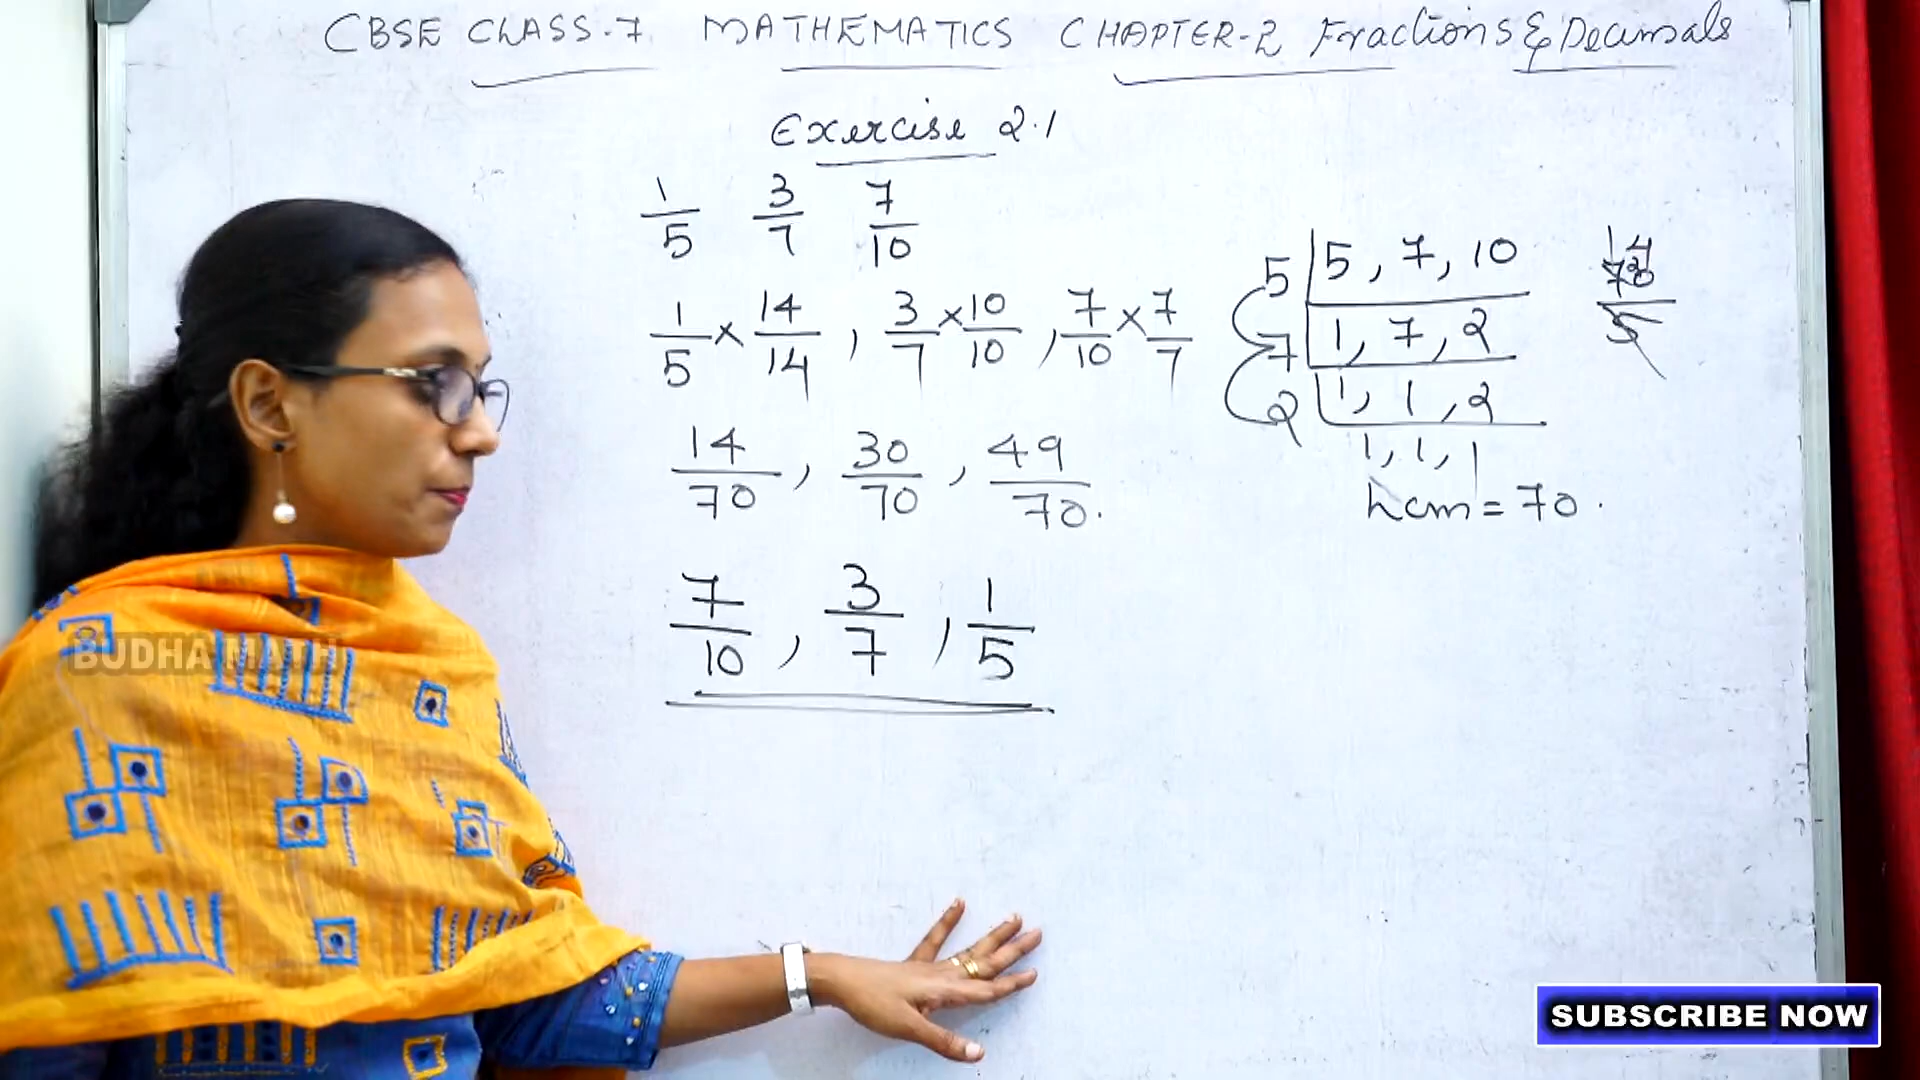 CBSE CLASS-7 MATHEMATICS CHAPTER-2 Fractions & Decimals
Exercise 2.1
1/5 3/7 7/10
1/5 × 14/14 , 3/7 × 10/10 , 7/10 × 7/7
14/70 , 30/70 , 49/70.
7/10 , 3/7 , 1/5
5 | 5 , 7 , 10
7 | 1 , 7 , 2
2 | 1 , 1 , 2
1 , 1 , 1
Lcm = 70 .
14
70
5
BUDHA MATH
SUBSCRIBE NOW